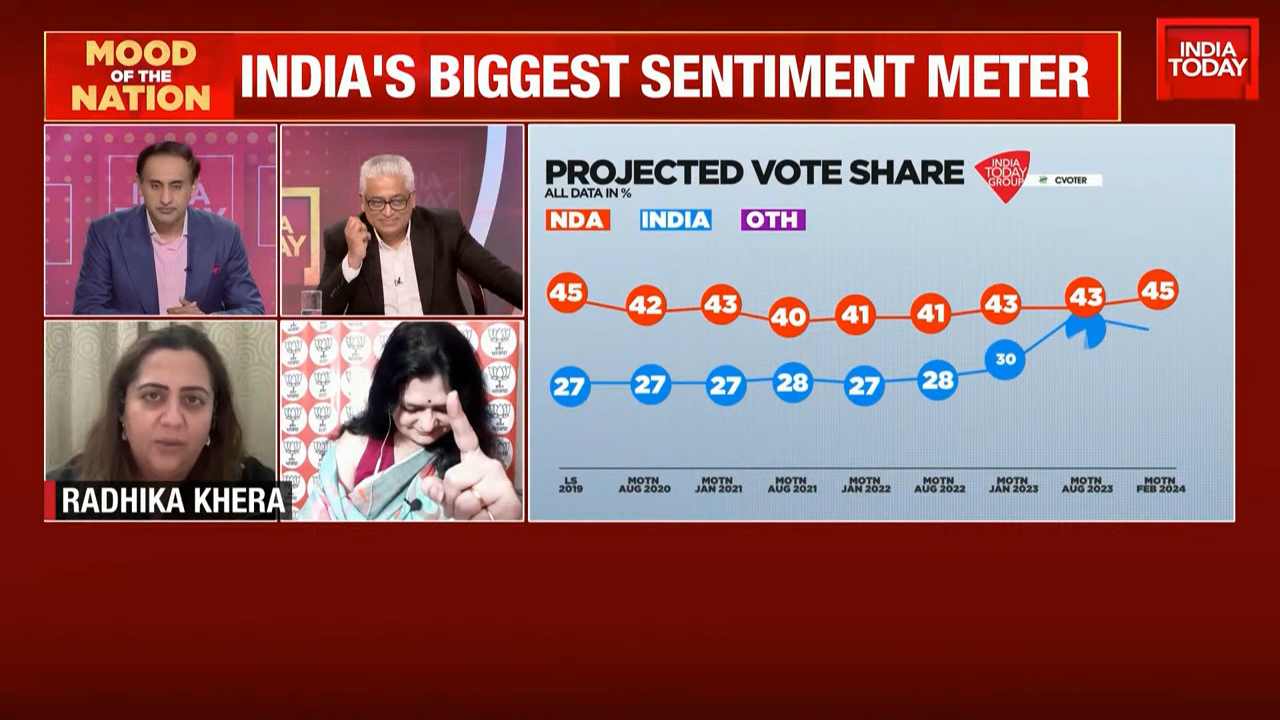 MOOD
OF THE
NATION
INDIA'S BIGGEST SENTIMENT METER
INDIA
TODAY
PROJECTED VOTE SHARE
ALL DATA IN %
INDIA
TODAY
GROUP
CVOTER
NDA
INDIA
OTH
45 42 43 40 41 41 43 43 45
27 27 27 28 27 28 30
LS
2019
MOTN
AUG 2020
MOTN
JAN 2021
MOTN
AUG 2021
MOTN
JAN 2022
MOTN
AUG 2022
MOTN
JAN 2023
MOTN
AUG 2023
MOTN
FEB 2024
RADHIKA KHERA